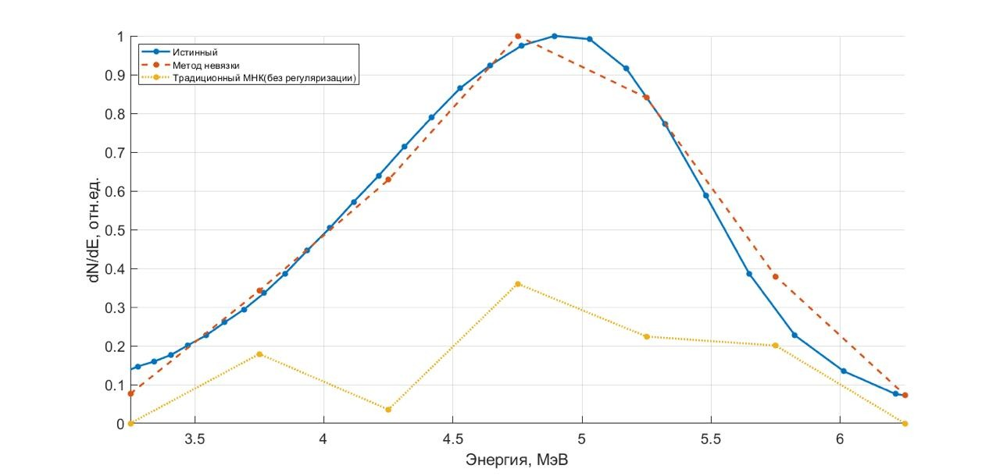 Истинный
Метод невязки
Традиционный МНК(без регуляризации)
dN/dE, отн.ед.
1
0.9
0.8
0.7
0.6
0.5
0.4
0.3
0.2
0.1
0
3.5 4 4.5 5 5.5 6
Энергия, МэВ